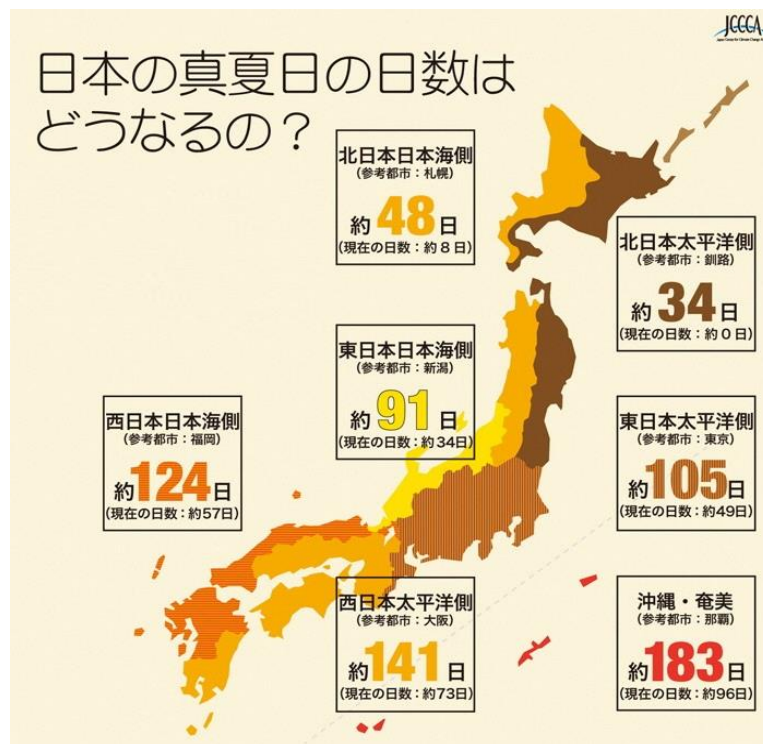 JCCCA
Japan Center for Climate Change Actions
日本の真夏日の日数は
どうなるの？
北日本日本海側
(参考都市：札幌)
約48日
(現在の日数：約８日)
北日本太平洋側
(参考都市：釧路)
約34日
(現在の日数：約０日)
東日本日本海側
(参考都市：新潟)
約91日
(現在の日数：約34日)
西日本日本海側
(参考都市：福岡)
約124日
(現在の日数：約57日)
東日本太平洋側
(参考都市：東京)
約105日
(現在の日数：約49日)
西日本太平洋側
(参考都市：大阪)
約141日
(現在の日数：約73日)
沖縄・奄美
(参考都市：那覇)
約183日
(現在の日数：約96日)